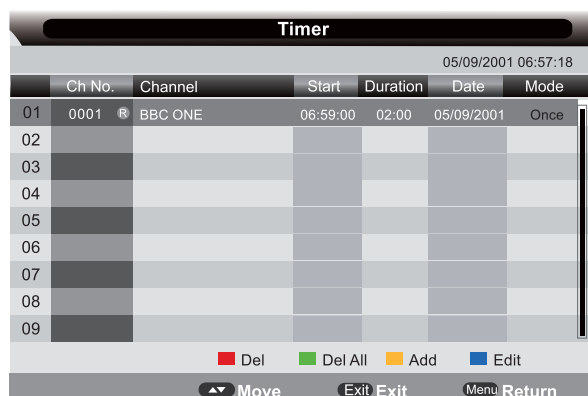 Timer
05/09/2001 06:57:18
Ch No. Channel Start Duration Date Mode
01 0001 R BBC ONE 06:59:00 02:00 05/09/2001 Once
02
03
04
05
06
07
08
09
Del Del All Add Edit
Move Exit Exit Menu Return